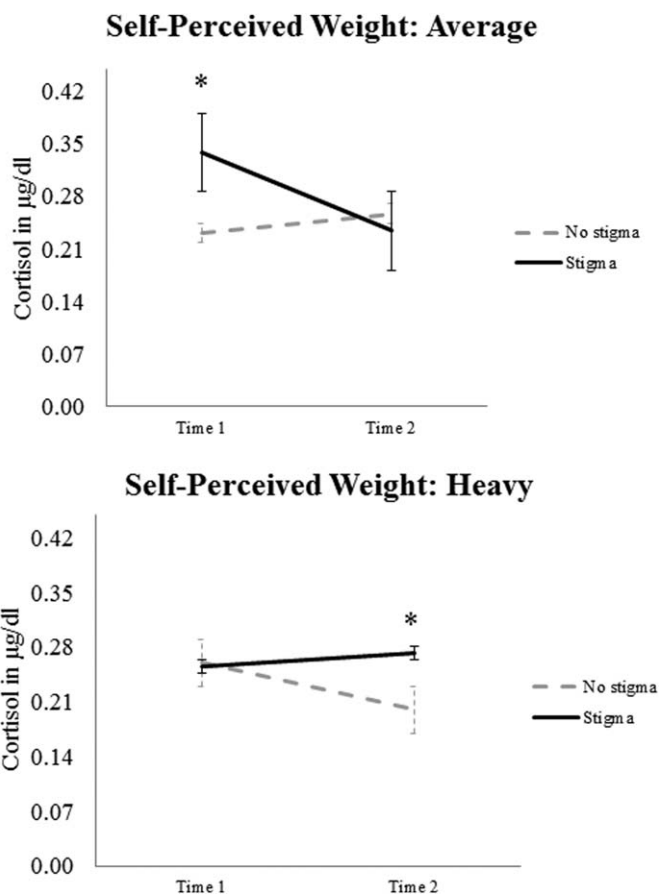 Self-Perceived Weight: Average
*
0.42
0.35
0.28
0.21
0.14
0.07
0.00
Cortisol in µg/dl
No stigma
Stigma
Time 1 Time 2
Self-Perceived Weight: Heavy
0.42
0.35
0.28
0.21
0.14
0.07
0.00
Cortisol in µg/dl
*
No stigma
Stigma
Time 1 Time 2